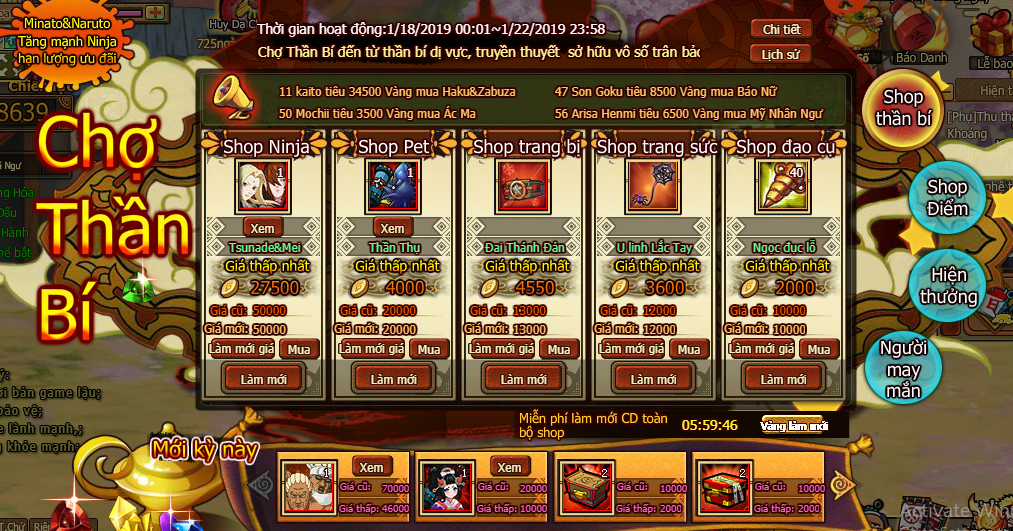 Minato&Naruto
Tăng mạnh Ninja
hạn lượng ưu đãi
Thời gian hoạt động:1/18/2019 00:01~1/22/2019 23:58
Chợ Thần Bí đến từ thần bí dị vực, truyền thuyết sở hữu vô số trân bảo
Chi tiết
Lịch sử
Báo Danh
Lễ bao
8639
Chợ
Thần
Bí
11 kaito tiêu 34500 Vàng mua Haku&Zabuza
47 Son Goku tiêu 8500 Vàng mua Báo Nữ
50 Mochii tiêu 3500 Vàng mua Ác Ma
56 Arisa Henmi tiêu 6500 Vàng mua Mỹ Nhân Ngư
Shop thần bí
Shop Điểm
Hiện thưởng
Người may mắn
Shop Ninja
1
Xem
Tsunade&Mei
Giá thấp nhất
27500
Giá cũ: 50000
Giá mới: 50000
Làm mới giá
Mua
Làm mới
Shop Pet
1
Xem
Thần Thụ
Giá thấp nhất
4000
Giá cũ: 20000
Giá mới: 20000
Làm mới giá
Mua
Làm mới
Shop trang bị
Đai Thánh Đản
Giá thấp nhất
4550
Giá cũ: 13000
Giá mới: 13000
Làm mới giá
Mua
Làm mới
Shop trang sức
U linh Lắc Tay
Giá thấp nhất
3600
Giá cũ: 12000
Giá mới: 12000
Làm mới giá
Mua
Làm mới
Shop đạo cụ
40
Ngọc đục lỗ
Giá thấp nhất
2000
Giá cũ: 10000
Giá mới: 10000
Làm mới giá
Mua
Làm mới
Miễn phí làm mới CD toàn
bộ shop
05:59:46
Vàng làm mới
Mới kỳ này
1
Xem
Giá cũ: 70000
Giá thấp: 46000
1
Xem
Giá cũ: 20000
Giá thấp: 10000
2
Giá cũ: 10000
Giá thấp: 2000
2
Giá cũ: 10000
Giá thấp: 2000